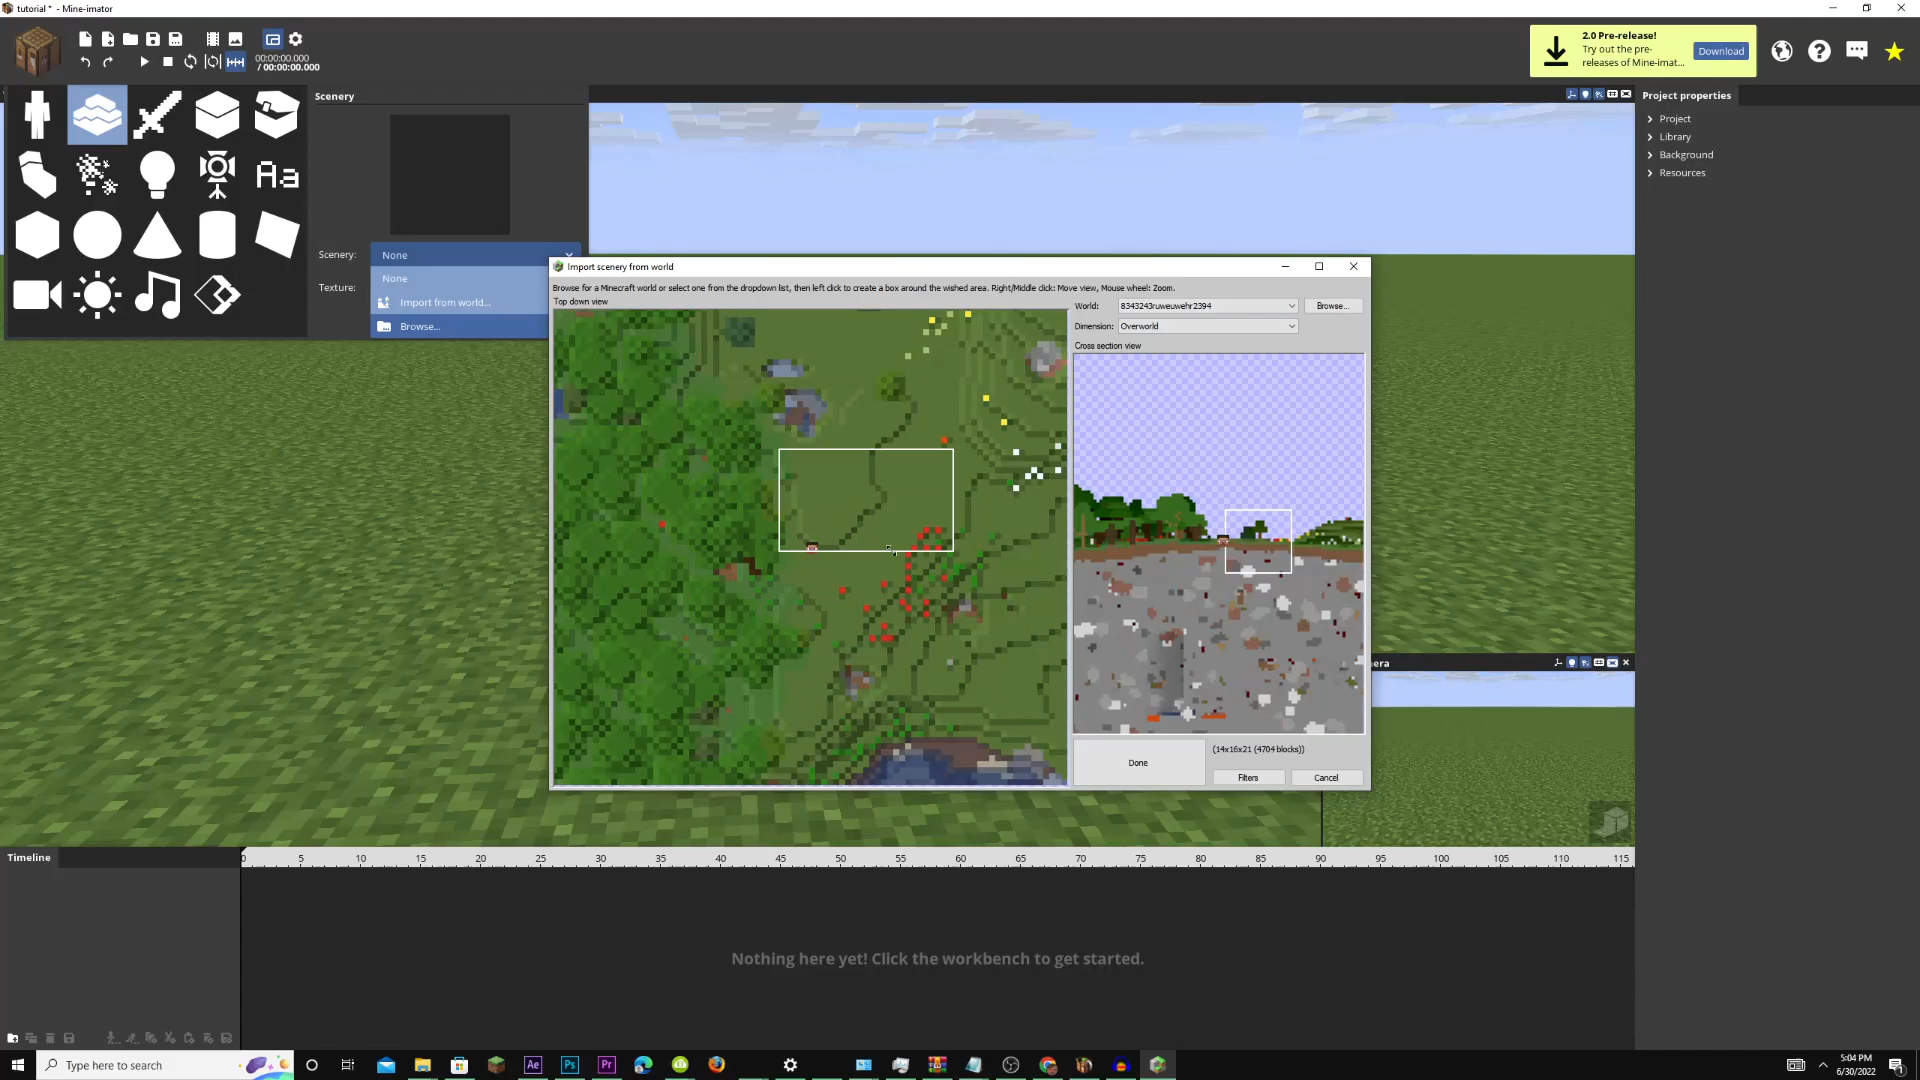 tutorial * - Mine-imator
00:00:00.000
/ 00:00:00.000
2.0 Pre-release!
Try out the pre-
releases of Mine-imat...
Download
Scenery
Aa
Scenery:
None
None
Texture:
Import from world...
Browse...
Project properties
Project
Library
Background
Resources
Import scenery from world
Browse for a Minecraft world or select one from the dropdown list, then left click to create a box around the wished area. Right/Middle click: Move view, Mouse wheel: Zoom.
Top down view
World:
8343243ruweuwehr2394
Browse...
Dimension:
Overworld
Cross section view
Done
(14x16x21 (4704 blocks))
Filters
Cancel
era
Timeline
0 5 10 15 20 25 30 35 40 45 50 55 60 65 70 75 80 85 90 95 100 105 110 115
Nothing here yet! Click the workbench to get started.
Type here to search
Ae
Ps
Pr
5:04 PM
6/30/2022